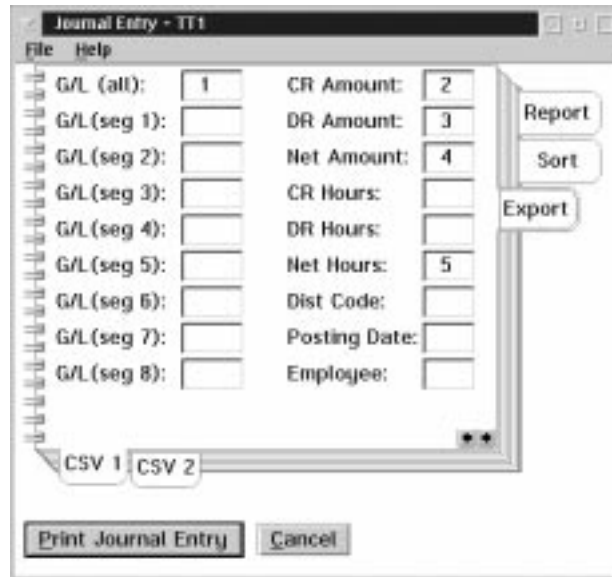 Journal Entry - TT1
File Help
G/L (all): 1 CR Amount: 2
G/L(seg 1): DR Amount: 3
G/L(seg 2): Net Amount: 4
G/L(seg 3): CR Hours:
G/L(seg 4): DR Hours:
G/L(seg 5): Net Hours: 5
G/L(seg 6): Dist Code:
G/L(seg 7): Posting Date:
G/L(seg 8): Employee:
Report
Sort
Export
CSV 1 CSV 2
Print Journal Entry Cancel